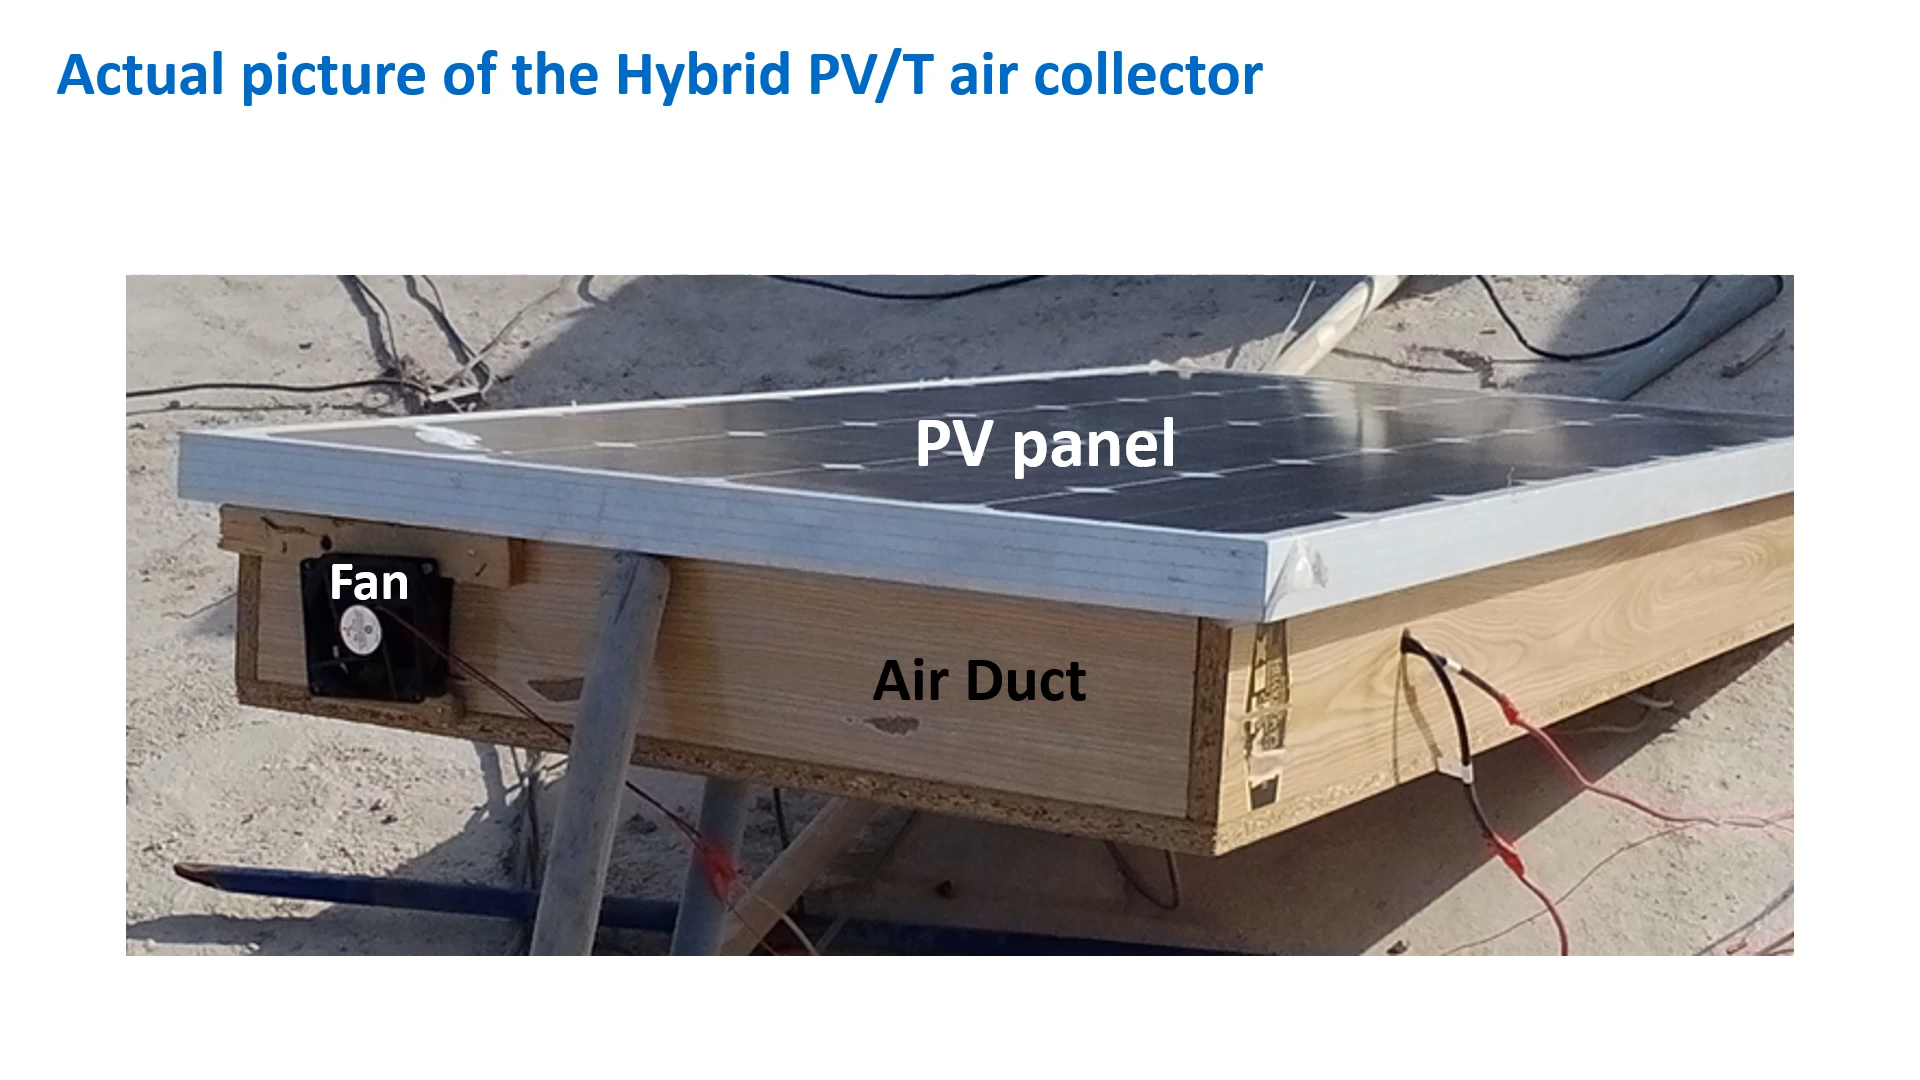 Actual picture of the Hybrid PV/T air collector
PV panel
Fan
Air Duct